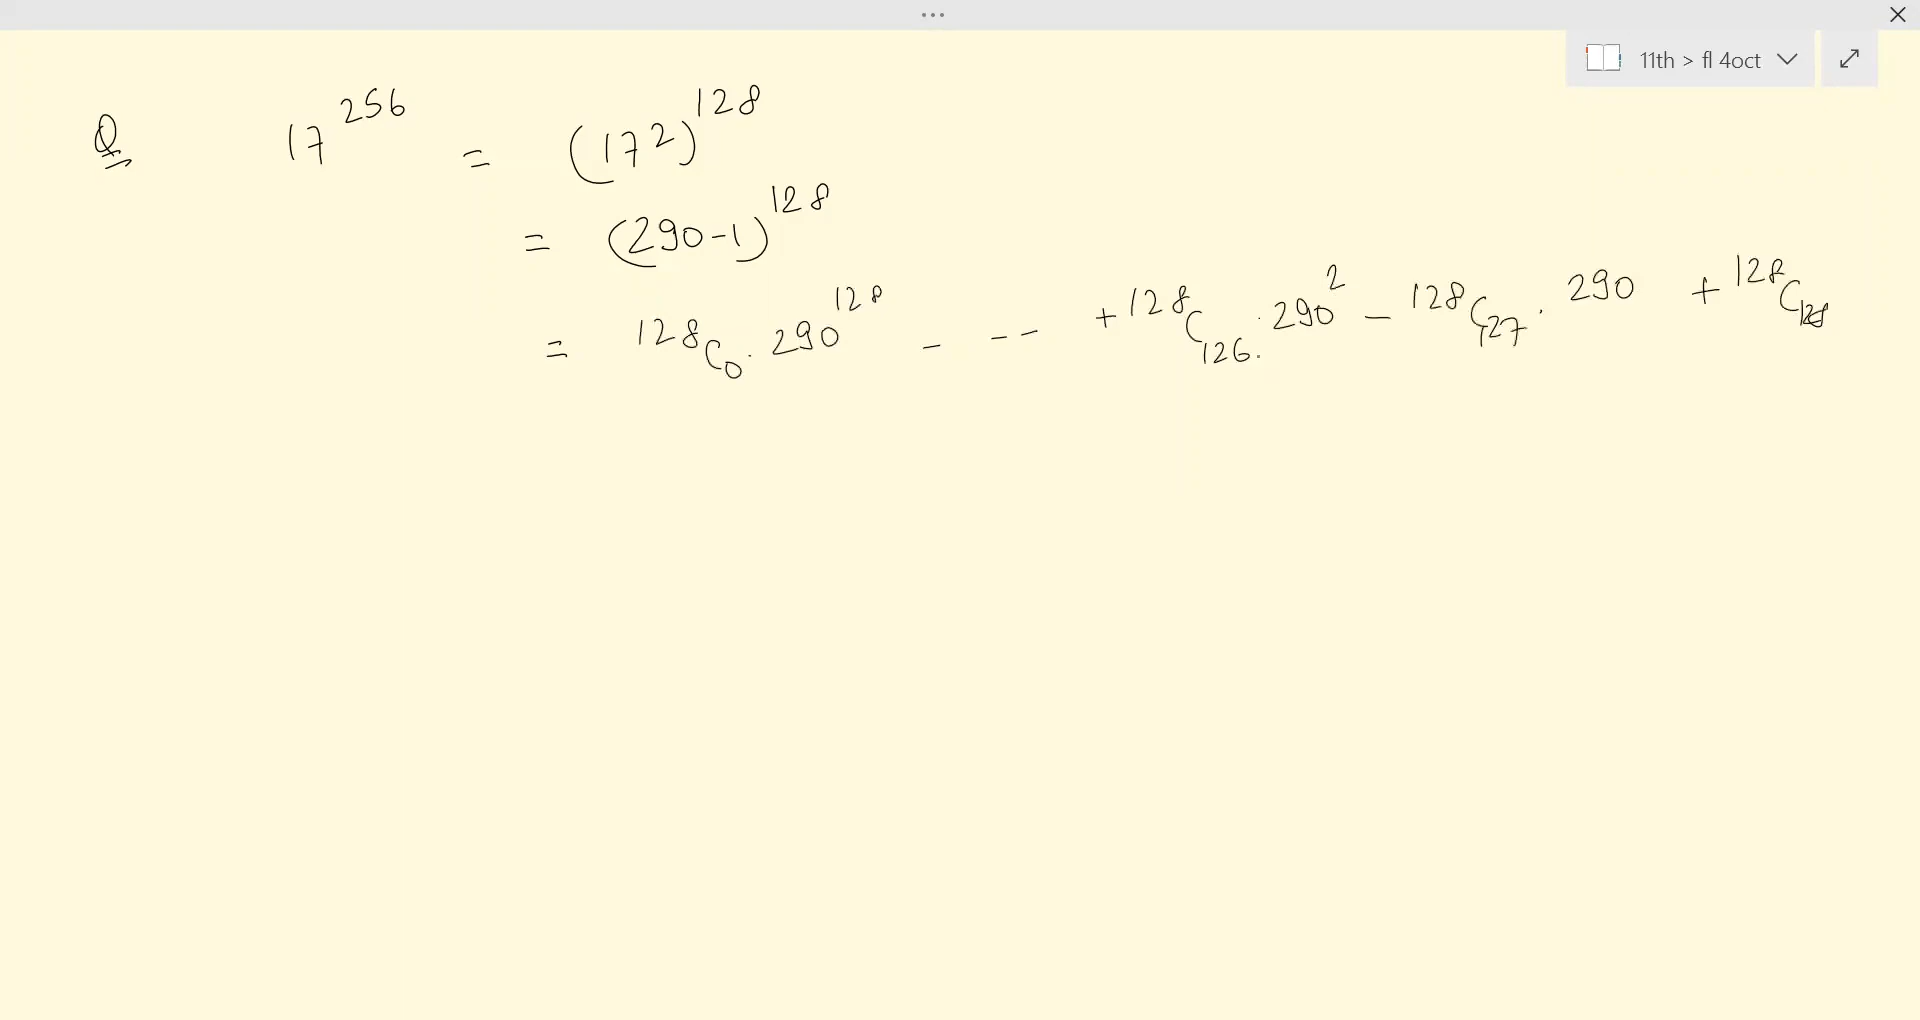 11th > fl 4oct
Q 17^256 = (17^2)^128
= (290-1)^128
= 128C0 . 290^128 - - - + 128C126 . 290^2 - 128C127 . 290 + 128C128